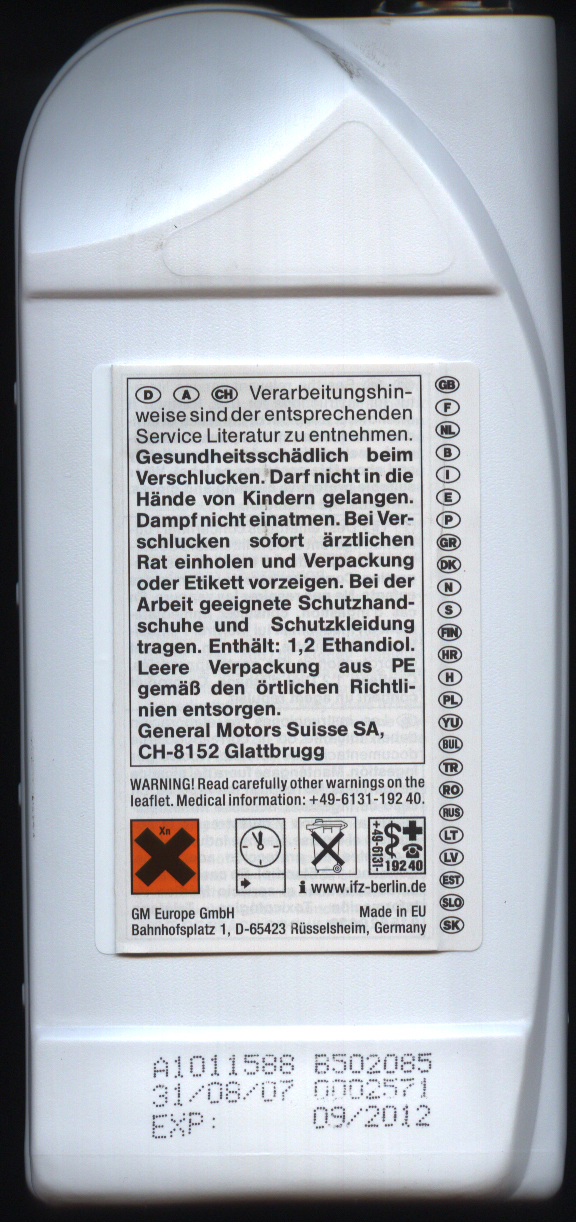 D A CH Verarbeitungshin-
weise sind der entsprechenden
Service Literatur zu entnehmen.
Gesundheitsschädlich beim
Verschlucken. Darf nicht in die
Hände von Kindern gelangen.
Dampf nicht einatmen. Bei Ver-
schlucken sofort ärztlichen
Rat einholen und Verpackung
oder Etikett vorzeigen. Bei der
Arbeit geeignete Schutzhand-
schuhe und Schutzkleidung
tragen. Enthält: 1,2 Ethandiol.
Leere Verpackung aus PE
gemäß den örtlichen Richtli-
nien entsorgen.
General Motors Suisse SA,
CH-8152 Glattbrugg
GB
F
NL
B
I
E
P
GR
DK
N
S
FIN
HR
H
PL
YU
BUL
TR
RO
RUS
LT
LV
EST
SLO
SK
WARNING! Read carefully other warnings on the
leaflet. Medical information: +49-6131-192 40.
Xn
+49-6131-
192 40
i www.ifz-berlin.de
GM Europe GmbH Made in EU
Bahnhofsplatz 1, D-65423 Rüsselsheim, Germany
A1011588 B502085
31/08/07 0002571
EXP: 09/2012